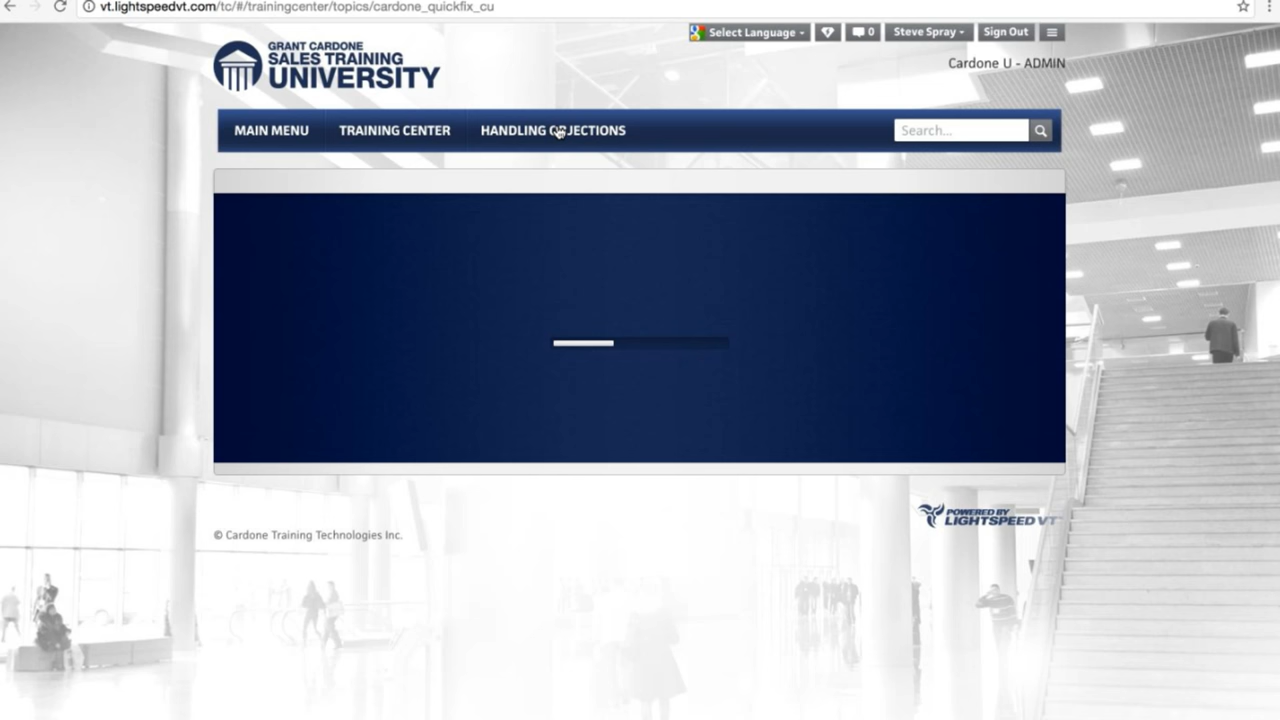 vt.lightspeedvt.com/tc/#/trainingcenter/topics/cardone_quickfix_cu
Select Language
0
Steve Spray
Sign Out
GRANT CARDONE
SALES TRAINING
UNIVERSITY
Cardone U - ADMIN
MAIN MENU
TRAINING CENTER
HANDLING OBJECTIONS
Search...
POWERED BY
LIGHTSPEED VT
© Cardone Training Technologies Inc.